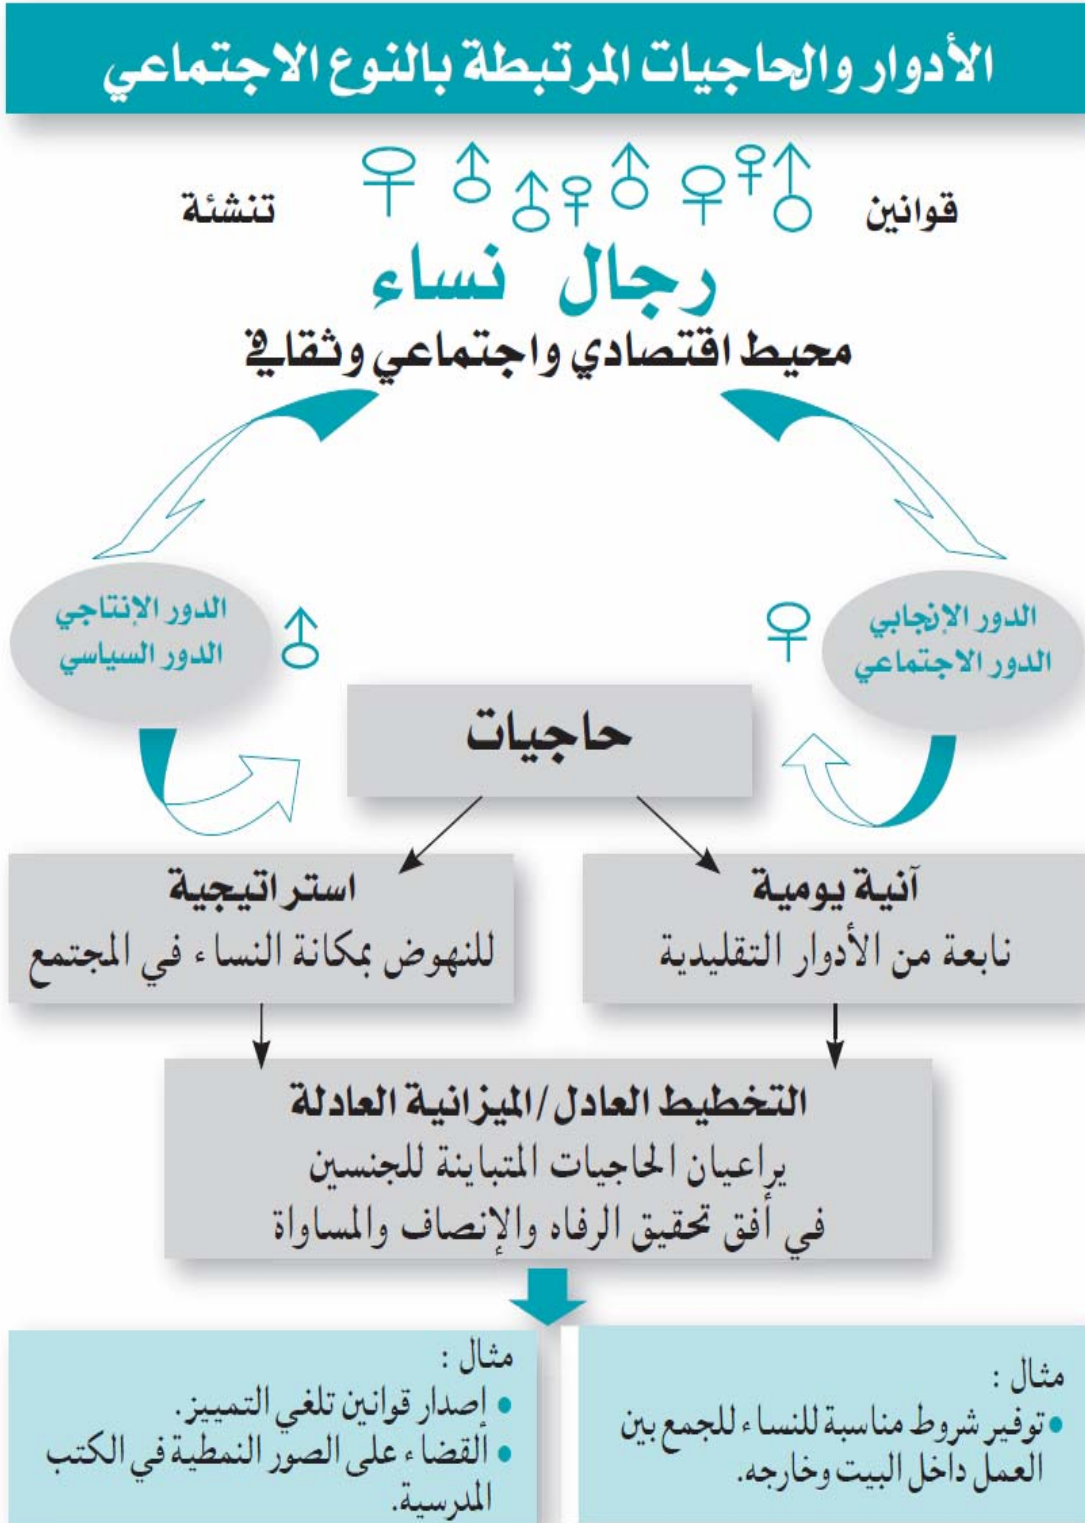 الأدوار والحاجيات المرتبطة بالنوع الاجتماعي
قوانين
تنشئة
رجال نساء
محيط اقتصادي واجتماعي وثقافي
الدور الإنجابي
الدور الاجتماعي
الدور الإنتاجي
الدور السياسي
حاجيات
آنية يومية
نابعة من الأدوار التقليدية
استراتيجية
للنهوض بمكانة النساء في المجتمع
التخطيط العادل/الميزانية العادلة
يراعيان الحاجيات المتباينة للجنسين
في أفق تحقيق الرفاه والإنصاف والمساواة
مثال :
• توفير شروط مناسبة للنساء للجمع بين
العمل داخل البيت وخارجه.
مثال :
• إصدار قوانين تلغي التمييز.
• القضاء على الصور النمطية في الكتب
المدرسية.